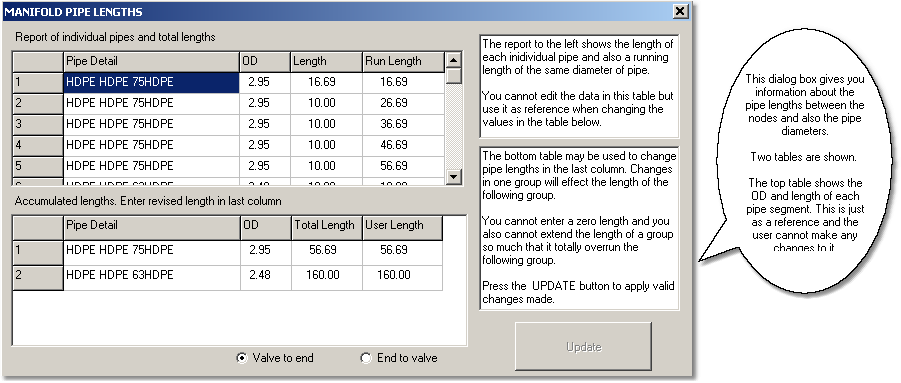 MANIFOLD PIPE LENGTHS
Report of inidividual pipes and total lengths
Pipe Detail OD Length Run Length
1 HDPE HDPE 75HDPE 2.95 16.69 16.69
2 HDPE HDPE 75HDPE 2.95 10.00 26.69
3 HDPE HDPE 75HDPE 2.95 10.00 36.69
4 HDPE HDPE 75HDPE 2.95 10.00 46.69
5 HDPE HDPE 75HDPE 2.95 10.00 56.69
Accumulated lengths. Enter revised length in last column
Pipe Detail OD Total Length User Length
1 HDPE HDPE 75HDPE 2.95 56.69 56.69
2 HDPE HDPE 63HDPE 2.48 160.00 160.00
Valve to end End to valve
The report to the left shows the length of
each inidividual pipe and also a running
length of the same diameter of pipe.
You cannot edit the data in this table but
use it as reference when changing the
values in the table below.
The bottom table may be used to change
pipe lengths in the last column. Changes
in one group will effect the length of the
following group.
You cannot enter a zero length and you
also cannot extend the length of a group
so much that it totally overrun the
following group.
Press the UPDATE button to apply valid
changes made.
Update
This dialog box gives you
information about the
pipe lengths between the
nodes and also the pipe
diameters.
Two tables are shown.
The top table shows the
OD and length of each
pipe segment. This is just
as a reference and the
user cannot make any
changes to it